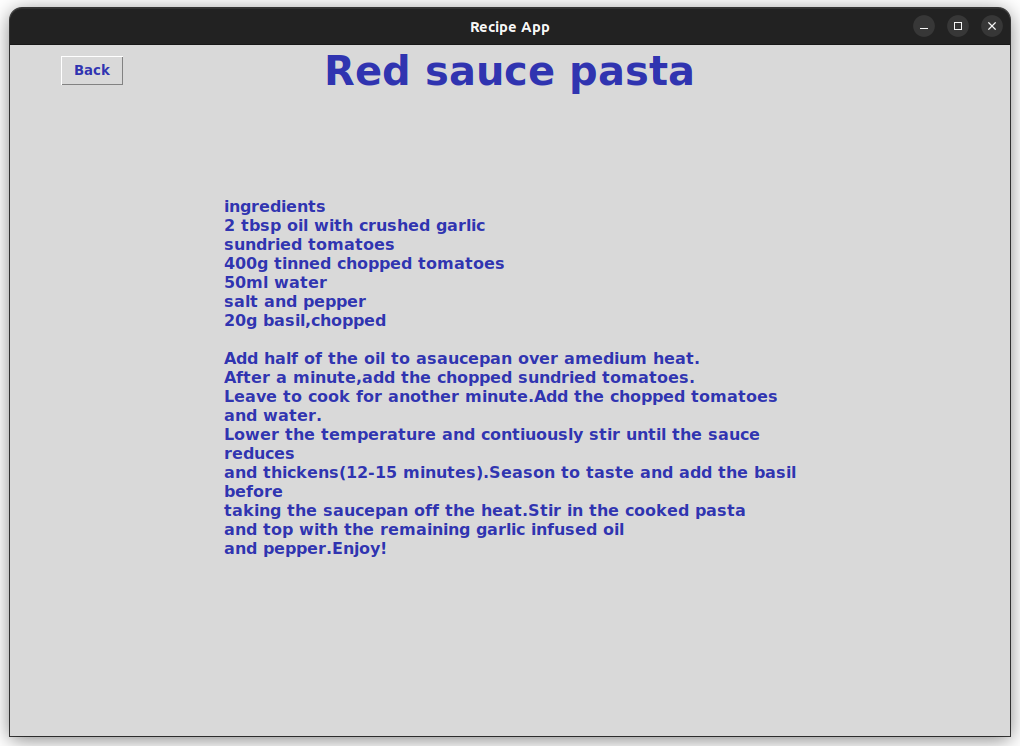 Recipe App
Back
Red sauce pasta
ingredients
2 tbsp oil with crushed garlic
sundried tomatoes
400g tinned chopped tomatoes
50ml water
salt and pepper
20g basil,chopped
Add half of the oil to asaucepan over amedium heat.
After a minute,add the chopped sundried tomatoes.
Leave to cook for another minute.Add the chopped tomatoes
and water.
Lower the temperature and contiuously stir until the sauce
reduces
and thickens(12-15 minutes).Season to taste and add the basil
before
taking the saucepan off the heat.Stir in the cooked pasta
and top with the remaining garlic infused oil
and pepper.Enjoy!